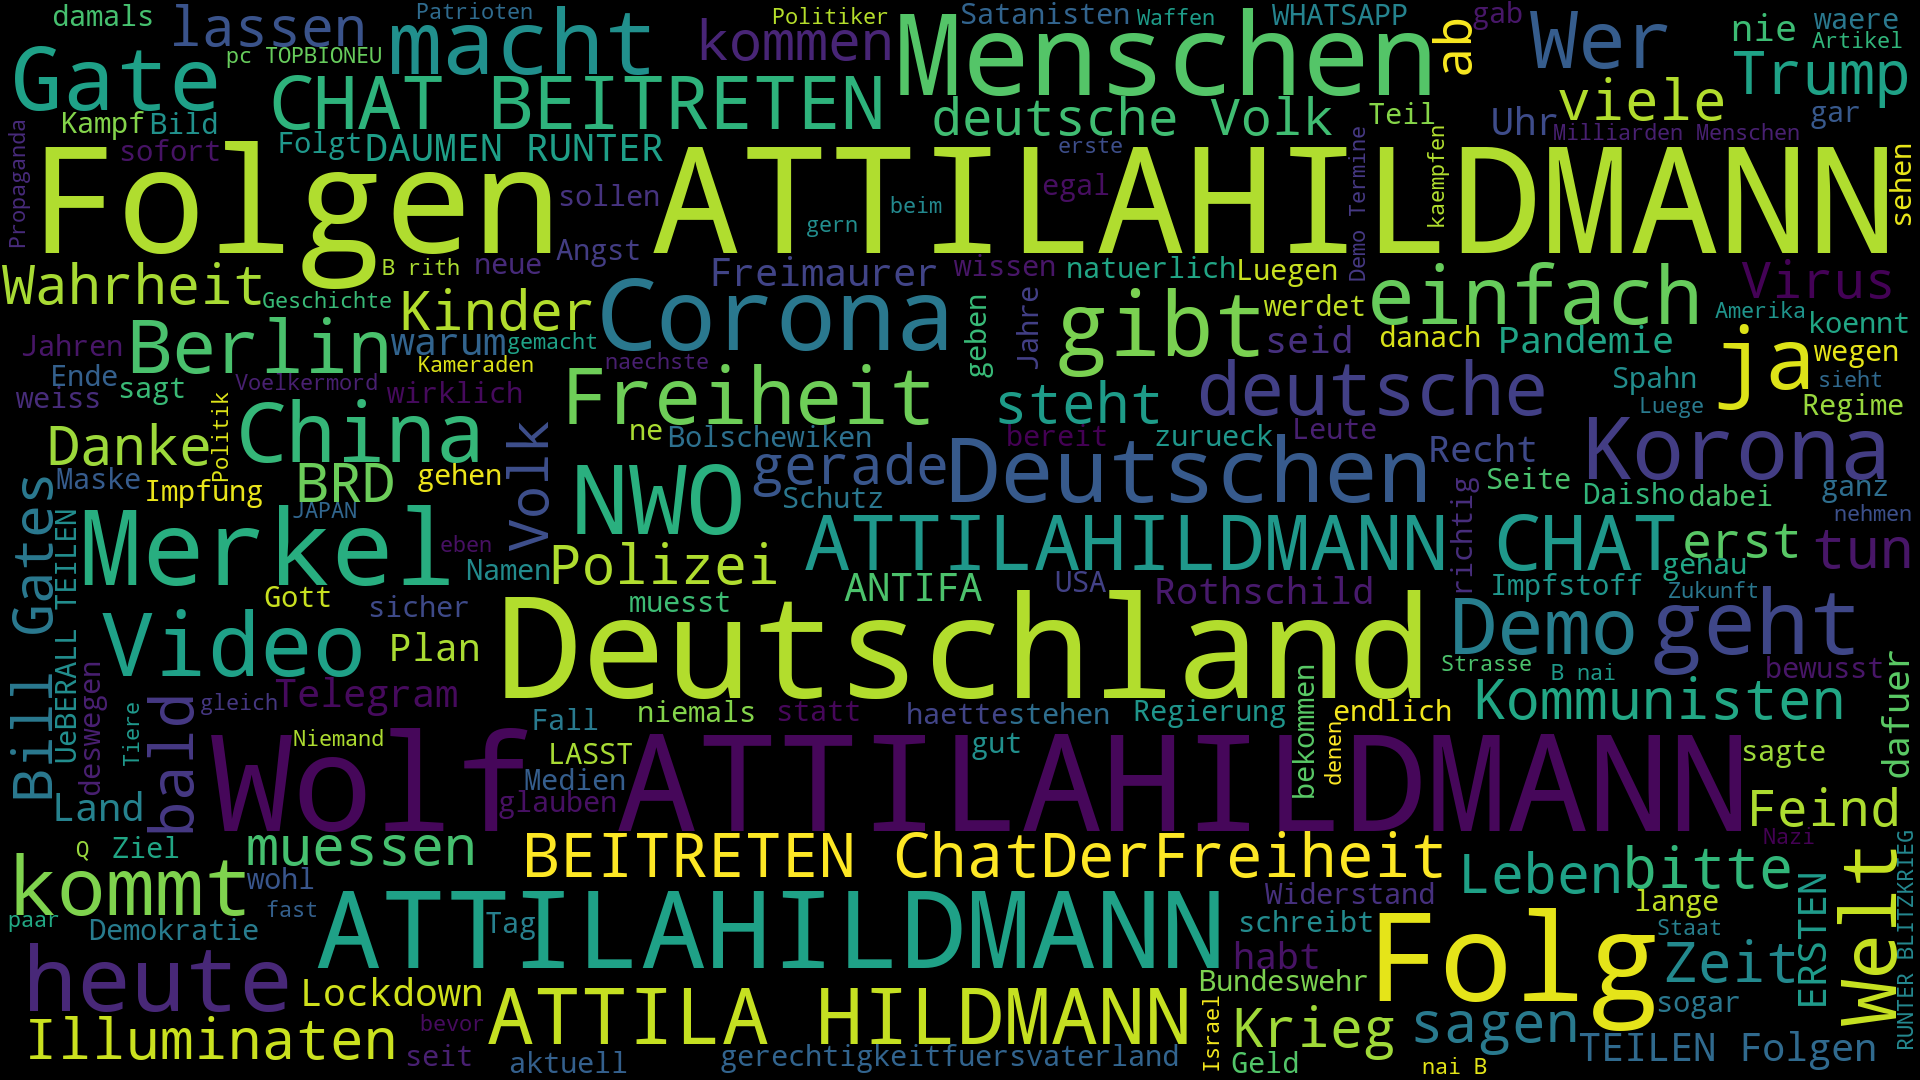 damals
lassen
Patrioten
macht
Politiker
kommen
Menschen
Satanisten
Waffen
WHATSAPP
ab
gab
Wer
nie
waere
Artikel
Gate
pc TOPBIONEU
CHAT BEITRETEN
deutsche Volk
Teil
viele
Trump
Kampf
Bild
Uhr
gar
Propaganda
sofort
Folgt
DAUMEN RUNTER
erste
Milliarden Menschen
Folgen ATTILAHILDMANN
sollen
egal
gern
beim
Demo Termine
kaempfen
sehen
Angst
Wahrheit
B rith
neue
Freimaurer
wissen
natuerlich
Luegen
einfach
Virus
Geschichte
Kinder
Corona
geben
Jahre
gibt
werdet
Amerika
koennt
Jahren
Berlin
warum
gemacht
seid
danach
Pandemie
ja
wegen
Ende
sagt
Voelkermord
Kameraden
wirklich
naechste
Freiheit
steht
deutsche
Spahn
sieht
weiss
Luege
Regime
Danke
Politik
China
Volk
ne
Bolschewiken
bereit
zurueck
Leute
Recht
Korona
Maske
Impfung
BRD
gehen
NWO
gerade
Schutz
Deutschen
richtig
Seite
Daisho
dabei
ganz
JAPAN
nehmen
Bill Gates
UeBERALL TEILEN
Merkel
eben
Namen
Polizei
ATTILAHILDMANN CHAT
erst
tun
genau
Gott
sicher
muesst
ANTIFA
USA
Rothschild
Impfstoff
Zukunft
Video
Plan
Deutschland
Demo
geht
Strasse
B nai
bewusst
deswegen
Tiere
bald
gleich
Telegram
Fall
niemals
statt
haette
stehen
Regierung
bekommen
endlich
Kommunisten
dafuer
Niemand
LASST
gut
denen
Wolf ATTILAHILDMANN
sagte
Medien
glauben
Land
Feind
Q
Ziel
muessen
BEITRETEN ChatDerFreiheit
Nazi
RUNTER BLITZKRIEG
kommt
wohl
fast
Leben
bitte
Welt
Widerstand
paar
Demokratie
ATTILAHILDMANN
Tag
schreibt
Folg
lange
Staat
ERSTEN
heute
habt
Zeit
Lockdown
Bundeswehr
sogar
Illuminaten
bevor
ATTILA HILDMANN
Israel
Krieg
sagen
seit
aktuell
gerechtigkeitfuersvaterland
Geld
nai B
TEILEN Folgen